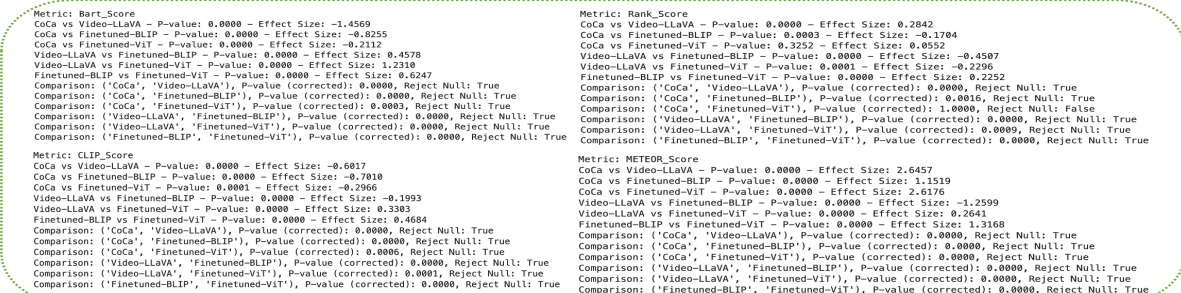 Metric: Bart_Score
CoCa vs Video-LLaVA – P-value: 0.0000 – Effect Size: -1.4569
CoCa vs Finetuned-BLIP – P-value: 0.0000 – Effect Size: -0.8255
CoCa vs Finetuned-ViT – P-value: 0.0000 – Effect Size: -0.2112
Video-LLaVA vs Finetuned-BLIP – P-value: 0.0000 – Effect Size: 0.4578
Video-LLaVA vs Finetuned-ViT – P-value: 0.0000 – Effect Size: 1.2310
Finetuned-BLIP vs Finetuned-ViT – P-value: 0.0000 – Effect Size: 0.6247
Comparison: ('CoCa', 'Video-LLaVA'), P-value (corrected): 0.0000, Reject Null: True
Comparison: ('CoCa', 'Finetuned-BLIP'), P-value (corrected): 0.0000, Reject Null: True
Comparison: ('CoCa', 'Finetuned-ViT'), P-value (corrected): 0.0003, Reject Null: True
Comparison: ('Video-LLaVA', 'Finetuned-BLIP'), P-value (corrected): 0.0000, Reject Null: True
Comparison: ('Video-LLaVA', 'Finetuned-ViT'), P-value (corrected): 0.0000, Reject Null: True
Comparison: ('Finetuned-BLIP', 'Finetuned-ViT'), P-value (corrected): 0.0000, Reject Null: True
Metric: CLIP_Score
CoCa vs Video-LLaVA – P-value: 0.0000 – Effect Size: -0.6017
CoCa vs Finetuned-BLIP – P-value: 0.0000 – Effect Size: -0.7010
CoCa vs Finetuned-ViT – P-value: 0.0001 – Effect Size: -0.2966
Video-LLaVA vs Finetuned-BLIP – P-value: 0.0000 – Effect Size: -0.1993
Video-LLaVA vs Finetuned-ViT – P-value: 0.0000 – Effect Size: 0.3303
Finetuned-BLIP vs Finetuned-ViT – P-value: 0.0000 – Effect Size: 0.4684
Comparison: ('CoCa', 'Video-LLaVA'), P-value (corrected): 0.0000, Reject Null: True
Comparison: ('CoCa', 'Finetuned-BLIP'), P-value (corrected): 0.0000, Reject Null: True
Comparison: ('CoCa', 'Finetuned-ViT'), P-value (corrected): 0.0006, Reject Null: True
Comparison: ('Video-LLaVA', 'Finetuned-BLIP'), P-value (corrected): 0.0000, Reject Null: True
Comparison: ('Video-LLaVA', 'Finetuned-ViT'), P-value (corrected): 0.0001, Reject Null: True
Comparison: ('Finetuned-BLIP', 'Finetuned-ViT'), P-value (corrected): 0.0000, Reject Null: True
Metric: Rank_Score
CoCa vs Video-LLaVA – P-value: 0.0000 – Effect Size: 0.2842
CoCa vs Finetuned-BLIP – P-value: 0.0003 – Effect Size: -0.1704
CoCa vs Finetuned-ViT – P-value: 0.3252 – Effect Size: 0.0552
Video-LLaVA vs Finetuned-BLIP – P-value: 0.0000 – Effect Size: -0.4507
Video-LLaVA vs Finetuned-ViT – P-value: 0.0001 – Effect Size: -0.2296
Finetuned-BLIP vs Finetuned-ViT – P-value: 0.0000 – Effect Size: 0.2252
Comparison: ('CoCa', 'Video-LLaVA'), P-value (corrected): 0.0000, Reject Null: True
Comparison: ('CoCa', 'Finetuned-BLIP'), P-value (corrected): 0.0016, Reject Null: True
Comparison: ('CoCa', 'Finetuned-ViT'), P-value (corrected): 1.0000, Reject Null: False
Comparison: ('Video-LLaVA', 'Finetuned-BLIP'), P-value (corrected): 0.0000, Reject Null: True
Comparison: ('Video-LLaVA', 'Finetuned-ViT'), P-value (corrected): 0.0009, Reject Null: True
Comparison: ('Finetuned-BLIP', 'Finetuned-ViT'), P-value (corrected): 0.0000, Reject Null: True
Metric: METEOR_Score
CoCa vs Video-LLaVA – P-value: 0.0000 – Effect Size: 2.6457
CoCa vs Finetuned-BLIP – P-value: 0.0000 – Effect Size: 1.1519
CoCa vs Finetuned-ViT – P-value: 0.0000 – Effect Size: 2.6176
Video-LLaVA vs Finetuned-BLIP – P-value: 0.0000 – Effect Size: -1.2599
Video-LLaVA vs Finetuned-ViT – P-value: 0.0000 – Effect Size: 0.2641
Finetuned-BLIP vs Finetuned-ViT – P-value: 0.0000 – Effect Size: 1.3168
Comparison: ('CoCa', 'Video-LLaVA'), P-value (corrected): 0.0000, Reject Null: True
Comparison: ('CoCa', 'Finetuned-BLIP'), P-value (corrected): 0.0000, Reject Null: True
Comparison: ('CoCa', 'Finetuned-ViT'), P-value (corrected): 0.0000, Reject Null: True
Comparison: ('Video-LLaVA', 'Finetuned-BLIP'), P-value (corrected): 0.0000, Reject Null: True
Comparison: ('Video-LLaVA', 'Finetuned-ViT'), P-value (corrected): 0.0000, Reject Null: True
Comparison: ('Finetuned-BLIP', 'Finetuned-ViT'), P-value (corrected): 0.0000, Reject Null: True